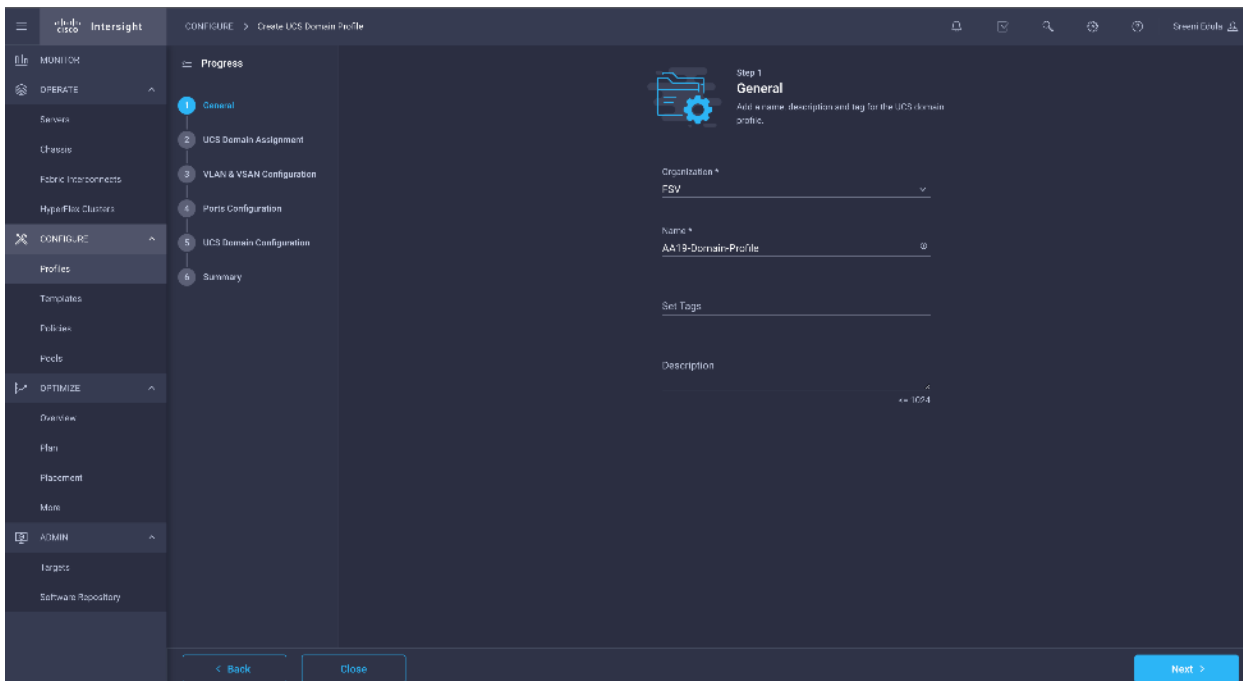 cisco Intersight
CONFIGURE > Create UCS Domain Profile
Sreeni Edula
MONITOR
OPERATE
Servers
Chassis
Fabric Interconnects
HyperFlex Clusters
CONFIGURE
Profiles
Templates
Policies
Pools
OPTIMIZE
Overview
Plan
Placement
More
ADMIN
Targets
Software Repository
Progress
1 General
2 UCS Domain Assignment
3 VLAN & VSAN Configuration
4 Ports Configuration
5 UCS Domain Configuration
6 Summary
Step 1
General
Add a name, description and tag for the UCS domain
profile.
Organization *
FSV
Name *
AA19-Domain-Profile
Set Tags
Description
<= 1024
< Back
Close
Next >